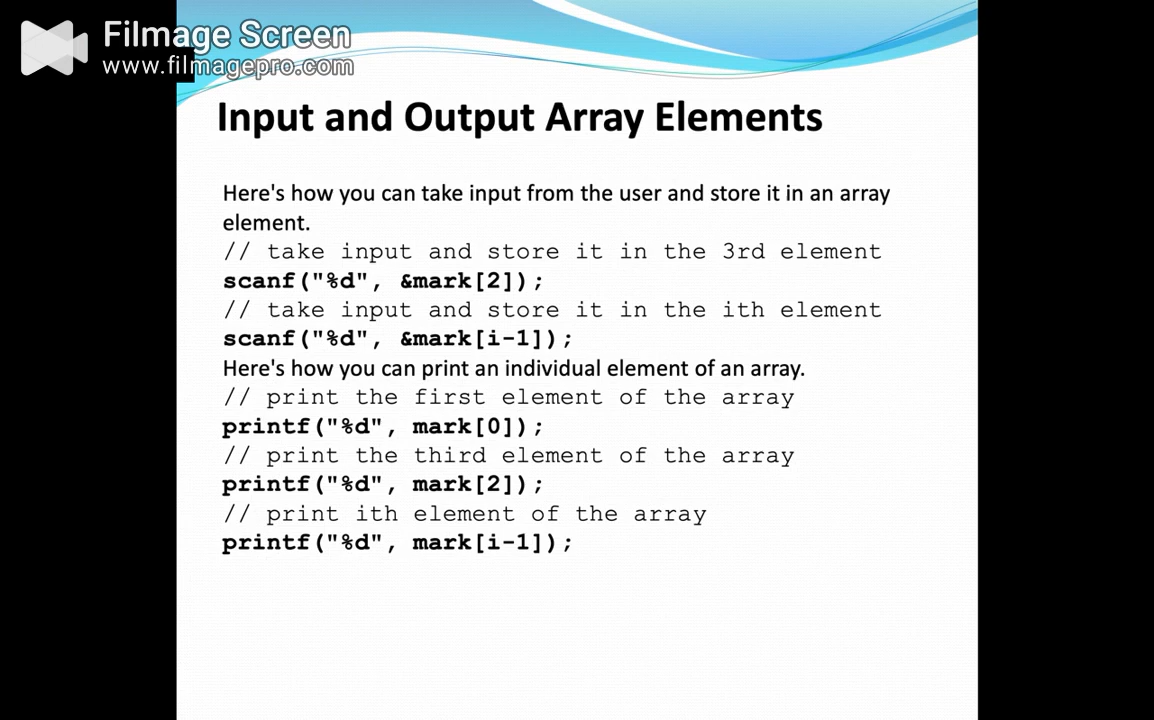 Filmage Screen
www.filmagepro.com
Input and Output Array Elements
Here's how you can take input from the user and store it in an array
element.
// take input and store it in the 3rd element
scanf("%d", &mark[2]);
// take input and store it in the ith element
scanf("%d", &mark[i-1]);
Here's how you can print an individual element of an array.
// print the first element of the array
printf("%d", mark[0]);
// print the third element of the array
printf("%d", mark[2]);
// print ith element of the array
printf("%d", mark[i-1]);